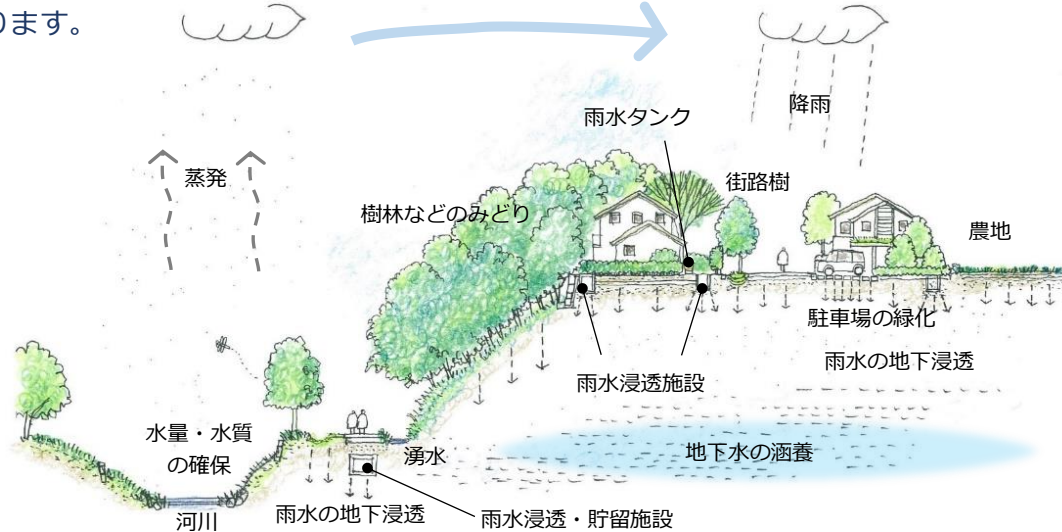 ります。
降雨
雨水タンク
蒸発
街路樹
樹林などのみどり
農地
駐車場の緑化
雨水の地下浸透
雨水浸透施設
水量・水質
の確保
湧水
地下水の涵養
河川
雨水の地下浸透
雨水浸透・貯留施設